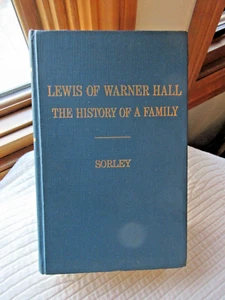 LEWIS OF WARNER HALL
THE HISTORY OF A FAMILY
SORLEY